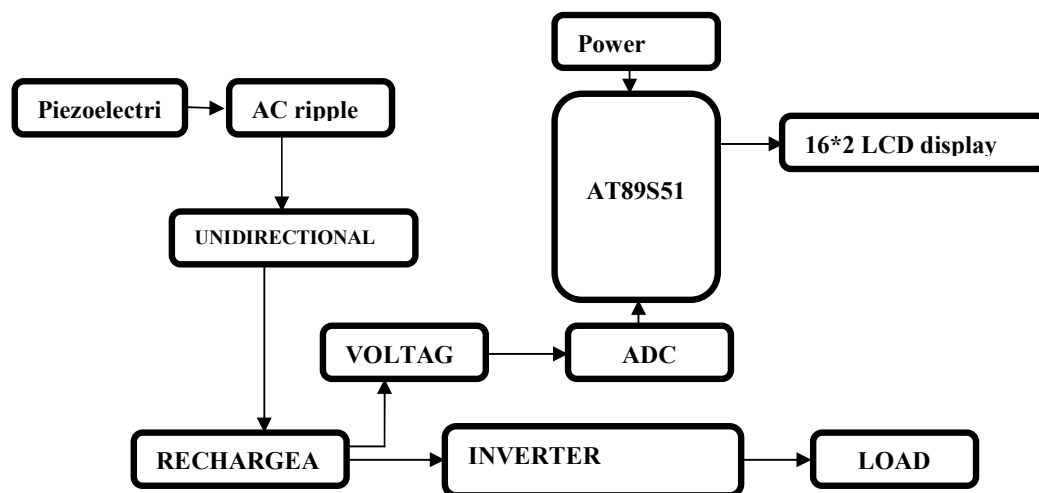 Power
Piezoelectri
AC ripple
16*2 LCD display
AT89S51
UNIDIRECTIONAL
VOLTAG
ADC
RECHARGEA
INVERTER
LOAD